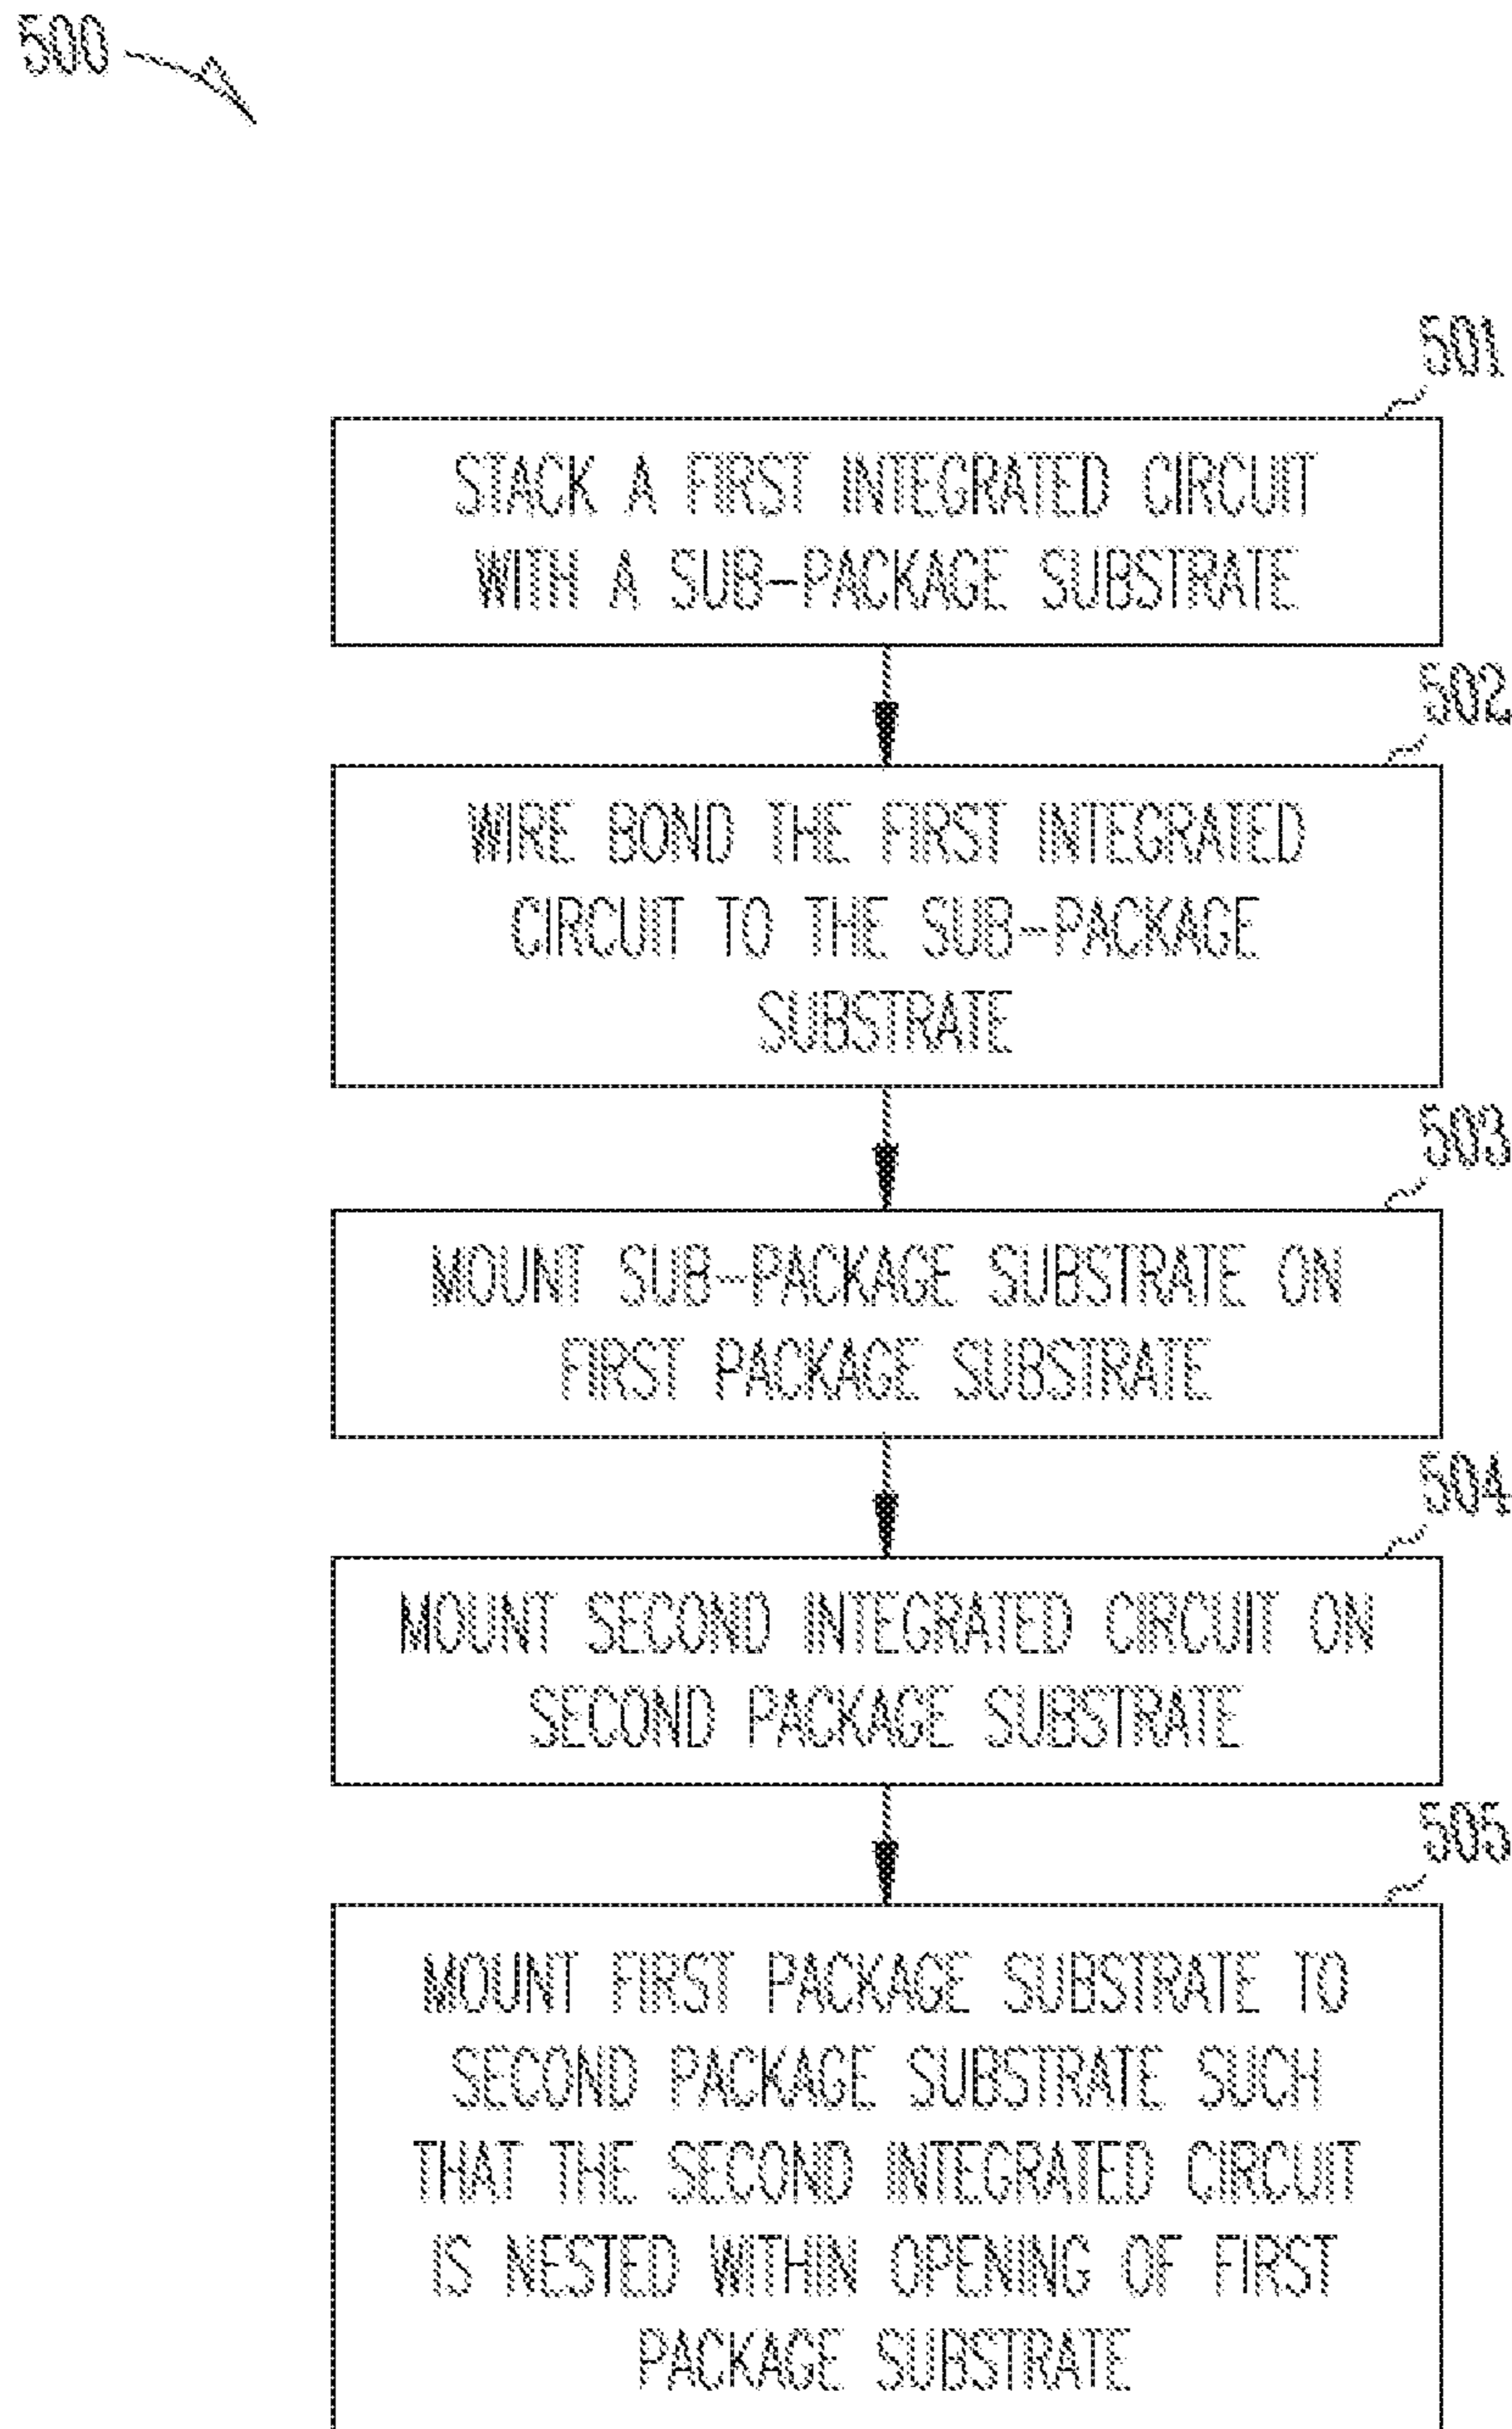 500
501
STACK A FIRST INTEGRATED CIRCUIT
WITH A SUB-PACKAGE SUBSTRATE
502
WIRE BOND THE FIRST INTEGRATED
CIRCUIT TO THE SUB-PACKAGE
SUBSTRATE
503
MOUNT SUB-PACKAGE SUBSTRATE ON
FIRST PACKAGE SUBSTRATE
504
MOUNT SECOND INTEGRATED CIRCUIT ON
SECOND PACKAGE SUBSTRATE
505
MOUNT FIRST PACKAGE SUBSTRATE TO
SECOND PACKAGE SUBSTRATE SUCH
THAT THE SECOND INTEGRATED CIRCUIT
IS NESTED WITHIN OPENING OF FIRST
PACKAGE SUBSTRATE